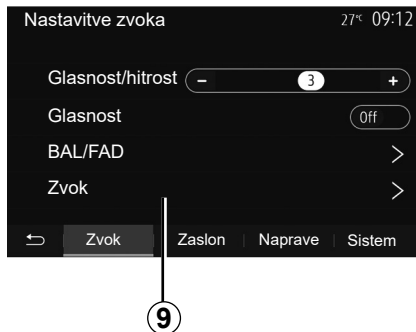 Nastavitve zvoka 27°C 09:12
Glasnost/hitrost - 3 +
Glasnost Off
BAL/FAD >
Zvok >
Zvok Zaslon Naprave Sistem
9